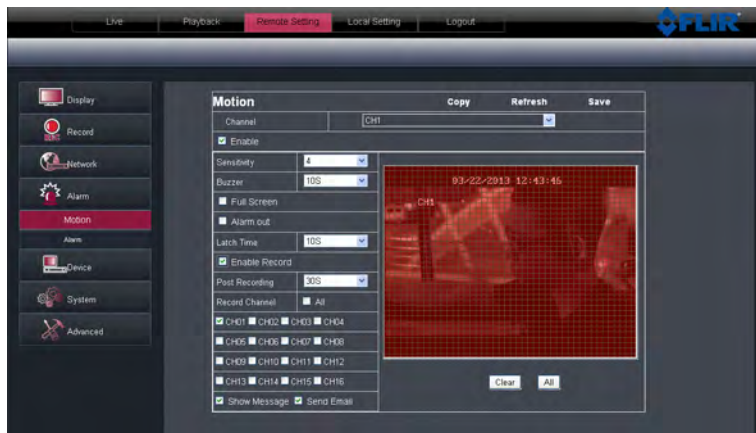 Live Playback Remote Setting Local Setting Logout
FLIR
Display
Record
Network
Alarm
Motion
Alarm
Device
System
Advanced
Motion Copy Refresh Save
Channel CH1
Enable
Sensitivity 4
Buzzer 10S
Full Screen
Alarm out
Latch Time 10S
Enable Record
Post Recording 30S
Record Channel All
CH01 CH02 CH03 CH04
CH05 CH06 CH07 CH08
CH09 CH10 CH11 CH12
CH13 CH14 CH15 CH16
Show Message Send Email
03/22/2013 12:43:46
CH1
Clear All